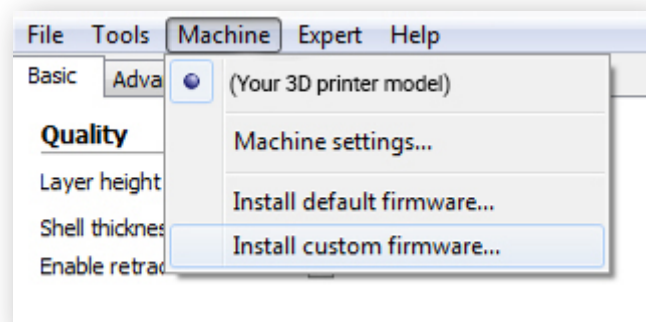 File Tools Machine Expert Help
Basic Adva
(Your 3D printer model)
Quality
Machine settings...
Layer height
Install default firmware...
Shell thicknes
Install custom firmware...
Enable retrac